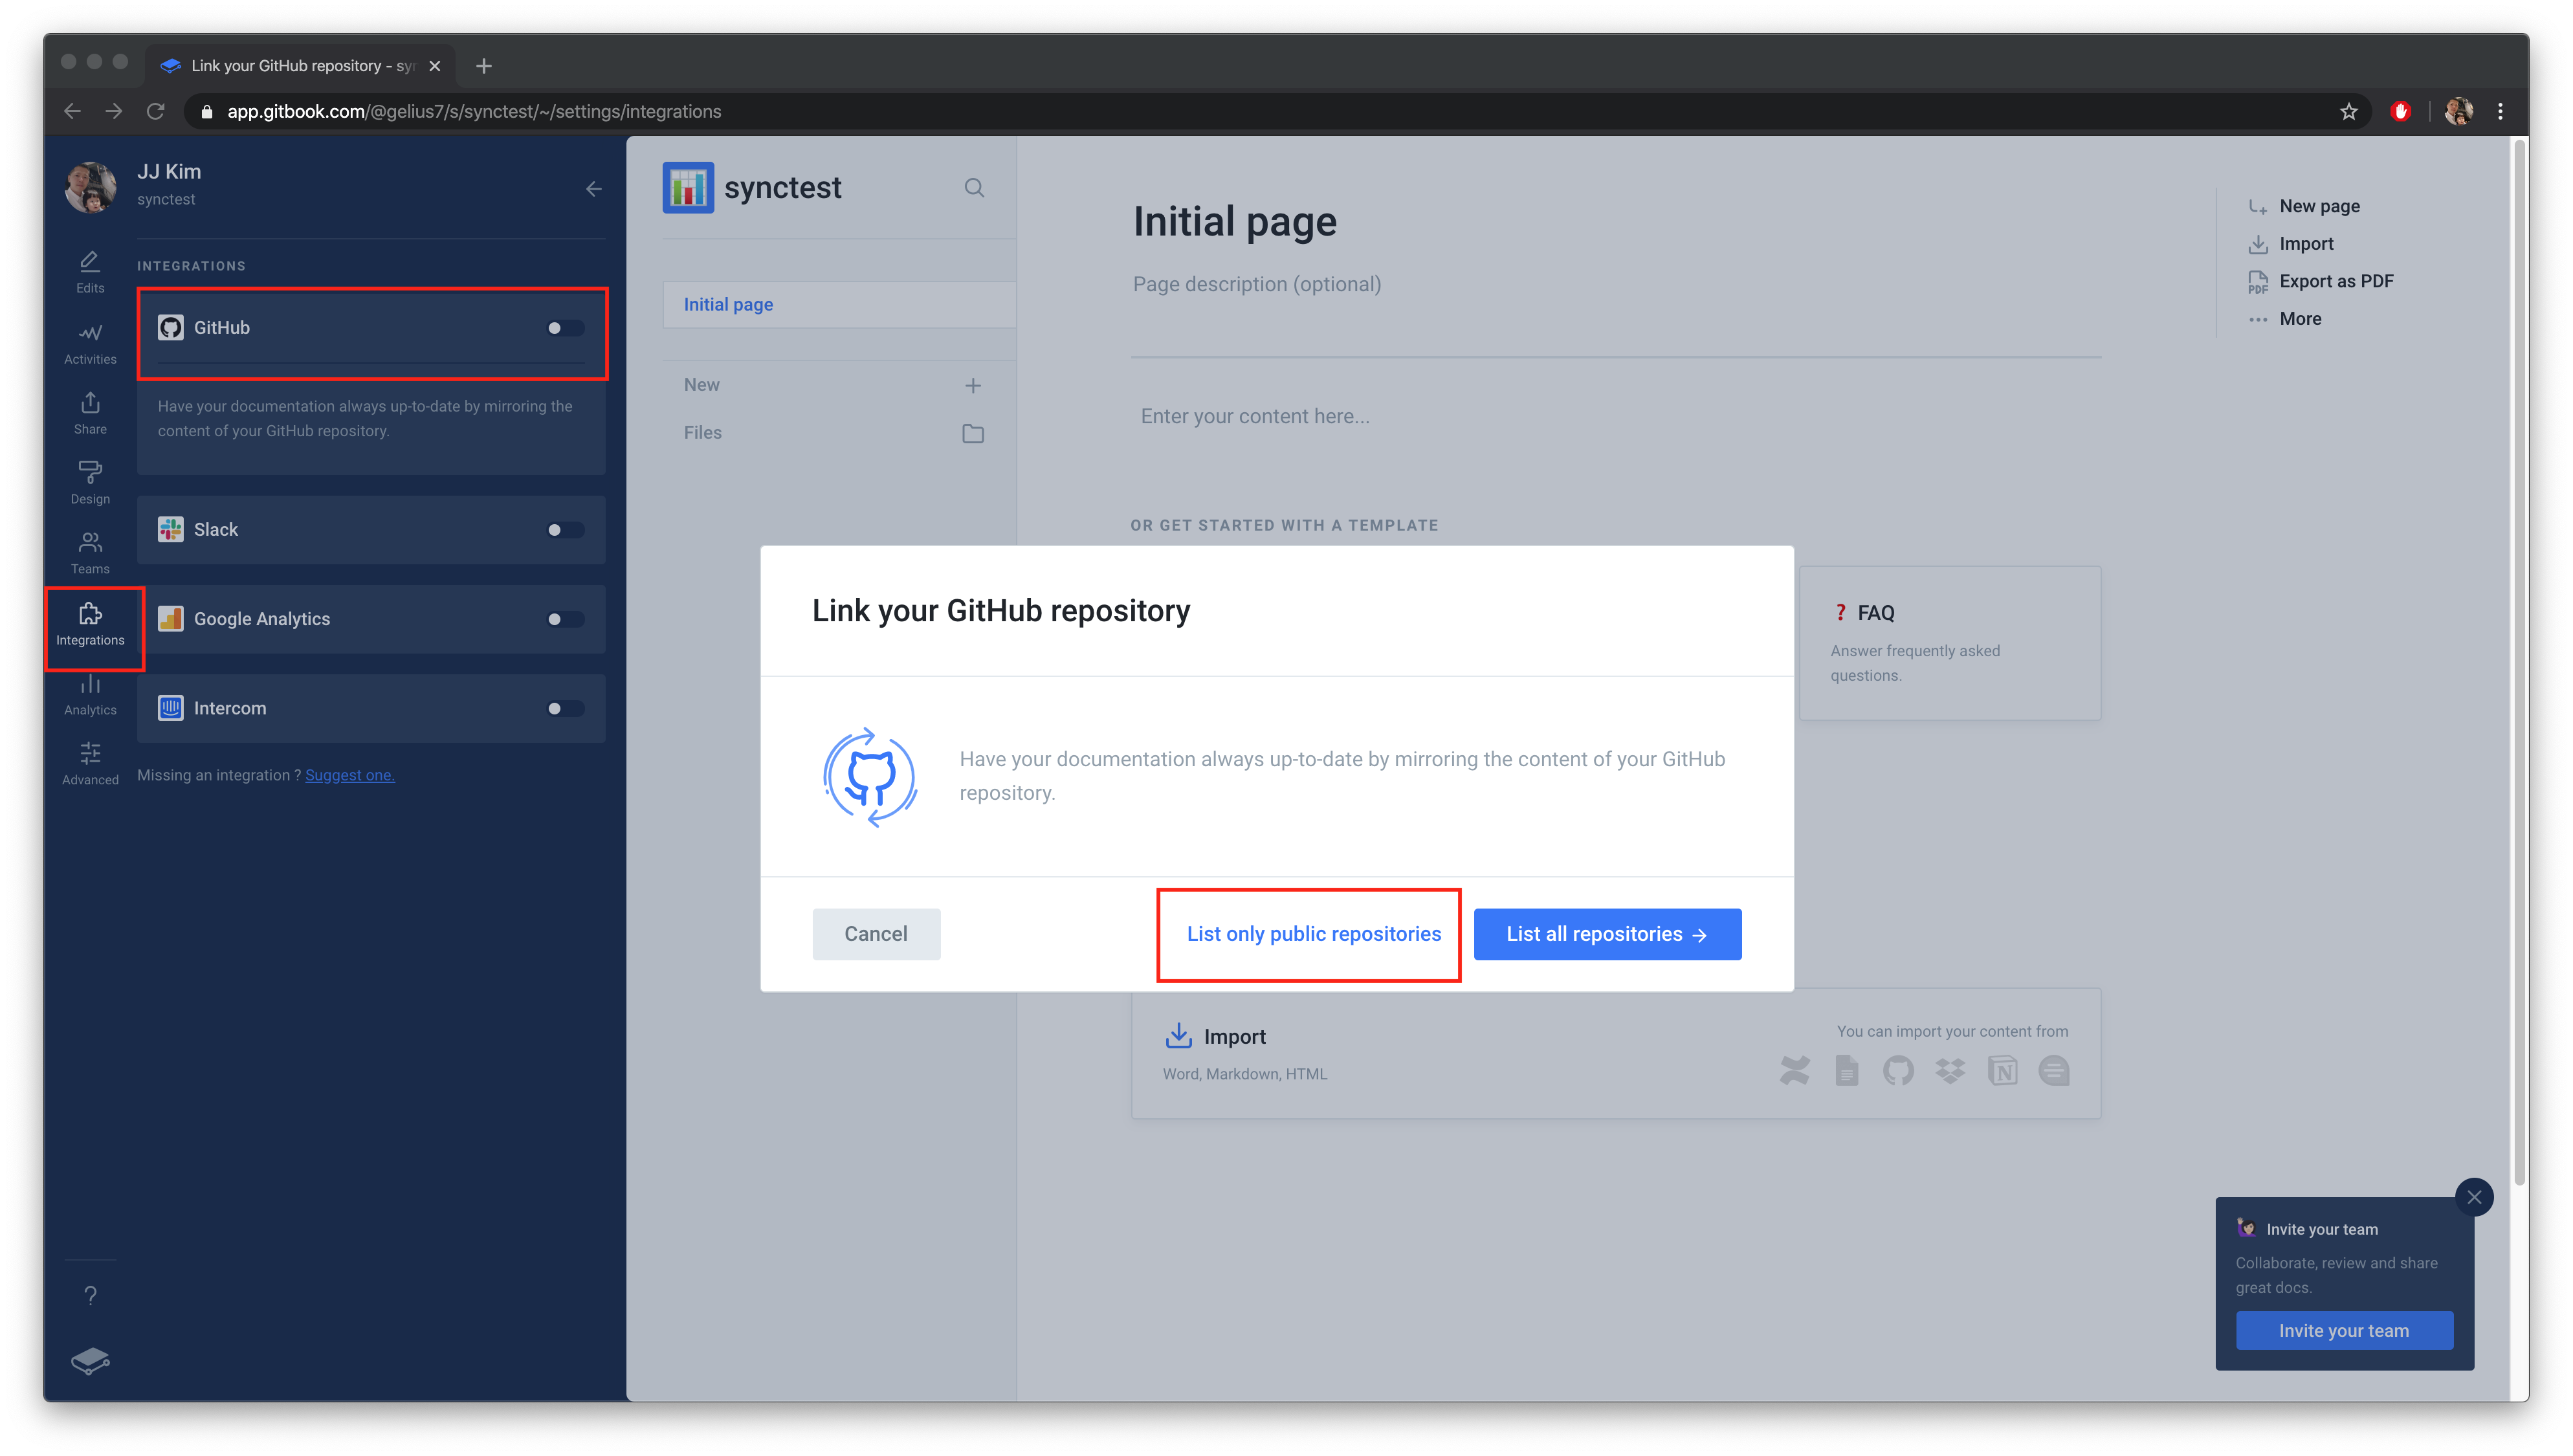 Link your GitHub repository - syn
app.gitbook.com/@gelius7/s/synctest/~/settings/integrations
JJ Kim
synctest
Edits
Activities
Share
Design
Teams
Integrations
Analytics
Advanced
INTEGRATIONS
GitHub
Have your documentation always up-to-date by mirroring the
content of your GitHub repository.
Slack
Google Analytics
Intercom
Missing an integration ? Suggest one.
?
synctest
Initial page
New
Files
Initial page
Page description (optional)
Enter your content here...
OR GET STARTED WITH A TEMPLATE
New page
Import
PDF
Export as PDF
More
? FAQ
Answer frequently asked
questions.
Link your GitHub repository
Have your documentation always up-to-date by mirroring the content of your GitHub
repository.
Cancel
List only public repositories
List all repositories →
Import
Word, Markdown, HTML
You can import your content from
N
Invite your team
Collaborate, review and share
great docs.
Invite your team